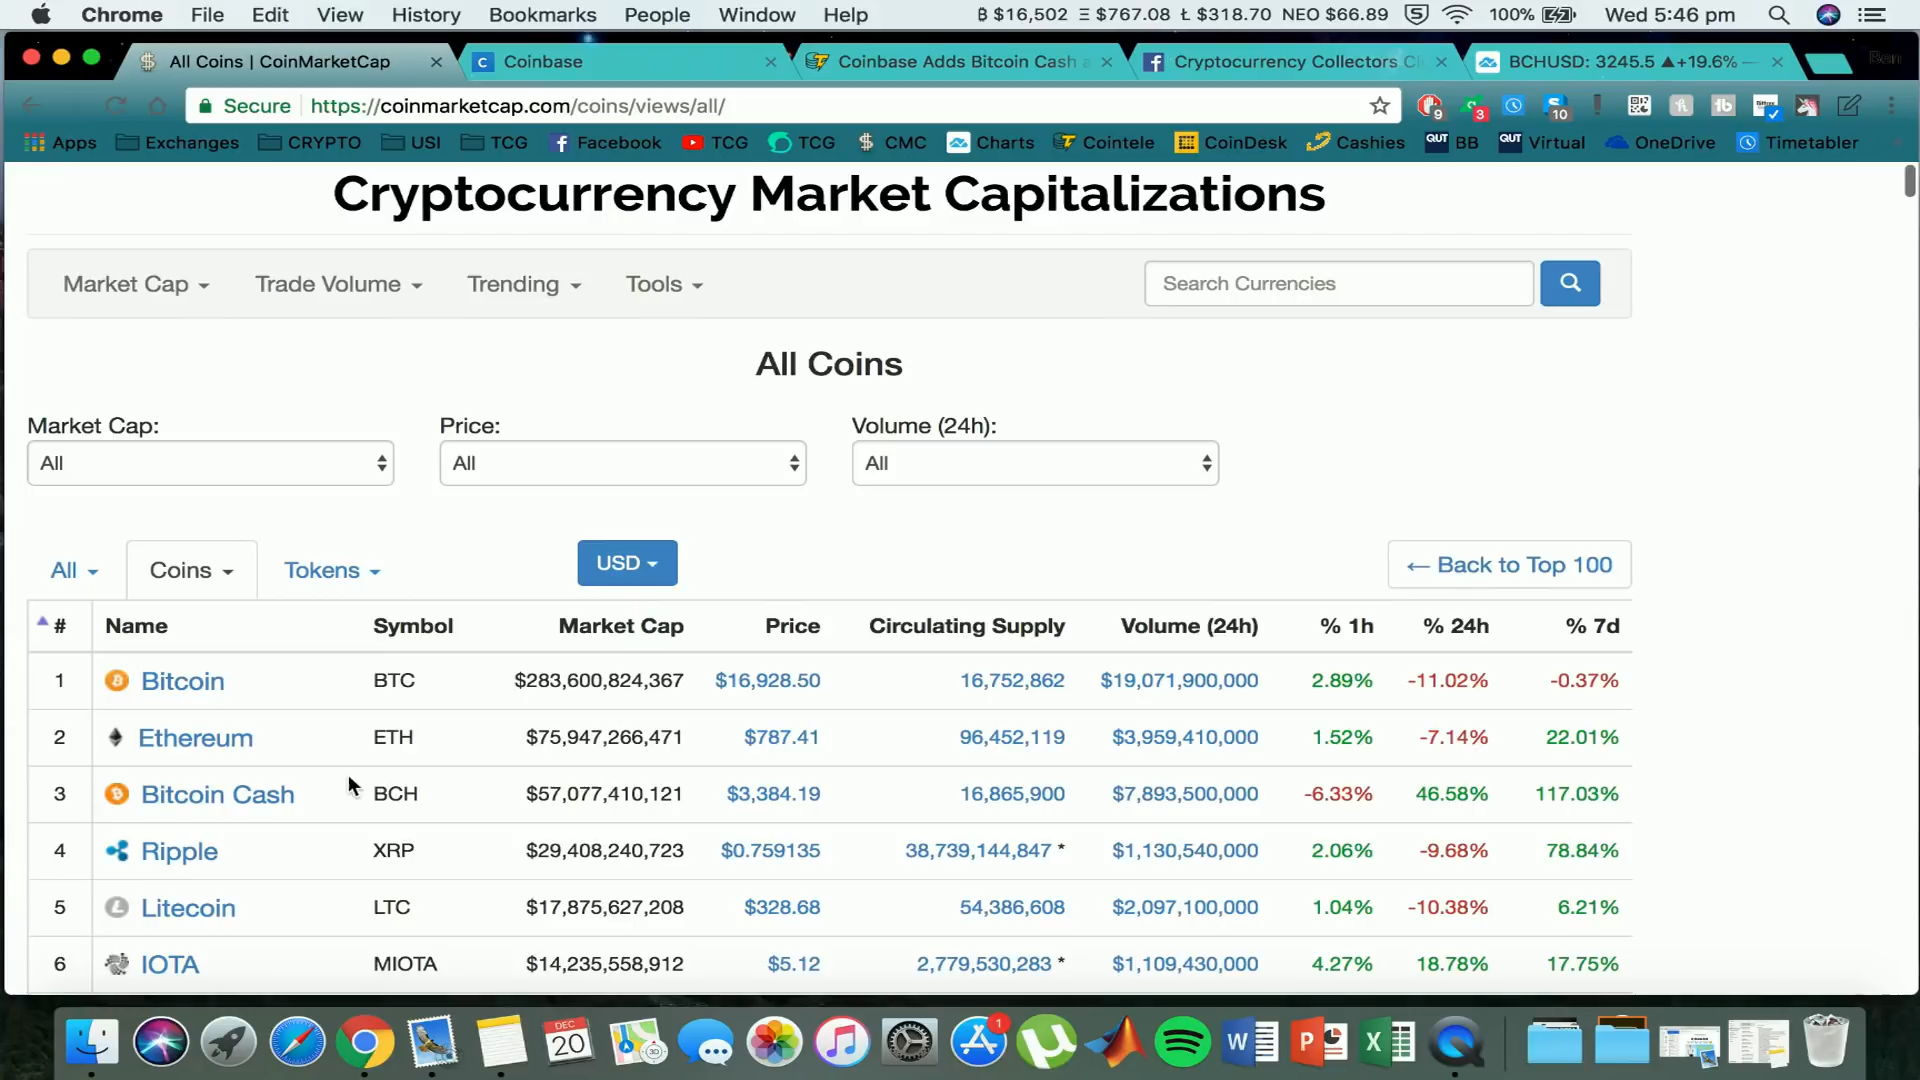 Chrome File Edit View History Bookmarks People Window Help ₿ $16,502 Ξ $767.08 Ł $318.70 NEO $66.89 5 100% Wed 5:46 pm
All Coins | CoinMarketCap Coinbase Coinbase Adds Bitcoin Cash a Cryptocurrency Collectors Cl BCHUSD: 3245.5 ▲+19.6% — Ben
Secure https://coinmarketcap.com/coins/views/all/ 9 3 10
Apps Exchanges CRYPTO USI TCG Facebook TCG TCG CMC Charts Cointele CoinDesk Cashies QUT BB QUT Virtual OneDrive Timetabler
Cryptocurrency Market Capitalizations
Market Cap Trade Volume Trending Tools Search Currencies
All Coins
Market Cap: Price: Volume (24h):
All All All
All Coins Tokens USD ← Back to Top 100
# Name Symbol Market Cap Price Circulating Supply Volume (24h) % 1h % 24h % 7d
1 Bitcoin BTC $283,600,824,367 $16,928.50 16,752,862 $19,071,900,000 2.89% -11.02% -0.37%
2 Ethereum ETH $75,947,266,471 $787.41 96,452,119 $3,959,410,000 1.52% -7.14% 22.01%
3 Bitcoin Cash BCH $57,077,410,121 $3,384.19 16,865,900 $7,893,500,000 -6.33% 46.58% 117.03%
4 Ripple XRP $29,408,240,723 $0.759135 38,739,144,847 * $1,130,540,000 2.06% -9.68% 78.84%
5 Litecoin LTC $17,875,627,208 $328.68 54,386,608 $2,097,100,000 1.04% -10.38% 6.21%
6 IOTA MIOTA $14,235,558,912 $5.12 2,779,530,283 * $1,109,430,000 4.27% 18.78% 17.75%
DEC 20 3D 1 W P X